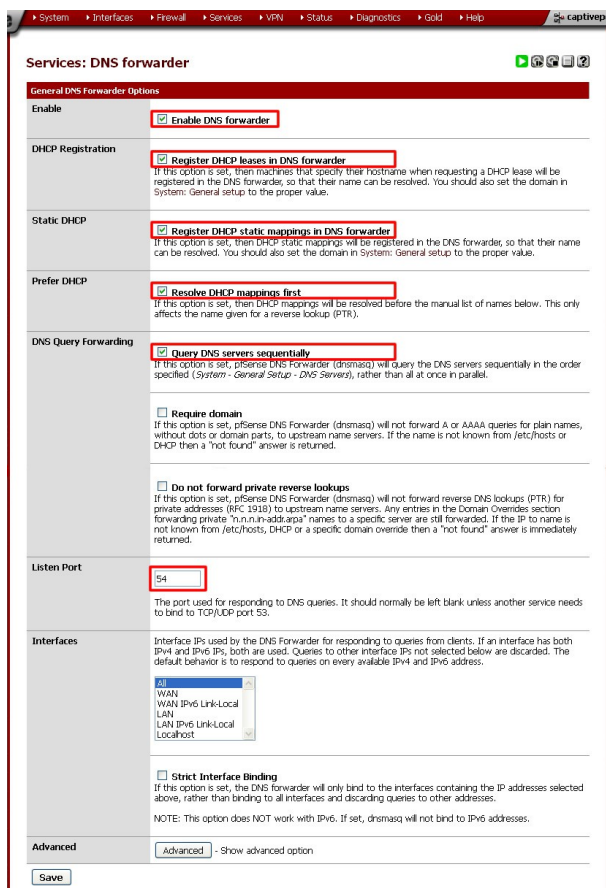 System Interfaces Firewall Services VPN Status Diagnostics Gold Help captivep
Services: DNS forwarder
General DNS Forwarder Options
Enable
Enable DNS forwarder
DHCP Registration
Register DHCP leases in DNS forwarder
If this option is set, then machines that specify their hostname when requesting a DHCP lease will be
registered in the DNS forwarder, so that their name can be resolved. You should also set the domain in
System: General setup to the proper value.
Static DHCP
Register DHCP static mappings in DNS forwarder
If this option is set, then DHCP static mappings will be registered in the DNS forwarder, so that their name
can be resolved. You should also set the domain in System: General setup to the proper value.
Prefer DHCP
Resolve DHCP mappings first
If this option is set, then DHCP mappings will be resolved before the manual list of names below. This only
affects the name given for a reverse lookup (PTR).
DNS Query Forwarding
Query DNS servers sequentially
If this option is set, pfSense DNS Forwarder (dnsmasq) will query the DNS servers sequentially in the order
specified (System - General Setup - DNS Servers), rather than all at once in parallel.
Require domain
If this option is set, pfSense DNS Forwarder (dnsmasq) will not forward A or AAAA queries for plain names,
without dots or domain parts, to upstream name servers. If the name is not known from /etc/hosts or
DHCP then a "not found" answer is returned.
Do not forward private reverse lookups
If this option is set, pfSense DNS Forwarder (dnsmasq) will not forward reverse DNS lookups (PTR) for
private addresses (RFC 1918) to upstream name servers. Any entries in the Domain Overrides section
forwarding private "n.n.n.in-addr.arpa" names to a specific server are still forwarded. If the IP to name is
not known from /etc/hosts, DHCP or a specific domain override then a "not found" answer is immediately
returned.
Listen Port
54
The port used for responding to DNS queries. It should normally be left blank unless another service needs
to bind to TCP/UDP port 53.
Interfaces
Interface IPs used by the DNS Forwarder for responding to queries from clients. If an interface has both
IPv4 and IPv6 IPs, both are used. Queries to other interface IPs not selected below are discarded. The
default behavior is to respond to queries on every available IPv4 and IPv6 address.
All
WAN
WAN IPv6 Link-Local
LAN
LAN IPv6 Link-Local
Localhost
Strict Interface Binding
If this option is set, the DNS forwarder will only bind to the interfaces containing the IP addresses selected
above, rather than binding to all interfaces and discarding queries to other addresses.
NOTE: This option does NOT work with IPv6. If set, dnsmasq will not bind to IPv6 addresses.
Advanced
Advanced - Show advanced option
Save